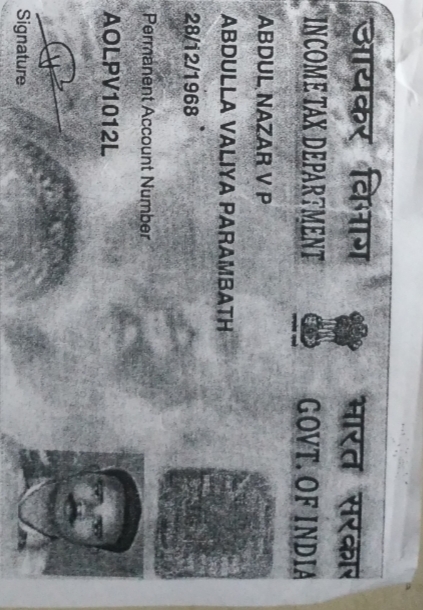 आयकर विभाग
भारत सरकार
INCOME TAX DEPARTMENT
GOVT. OF INDIA
ABDUL NAZAR V P
ABDULLA VALIYA PARAMBATH
28/12/1968
Permanent Account Number
AOLPV1012L
Signature